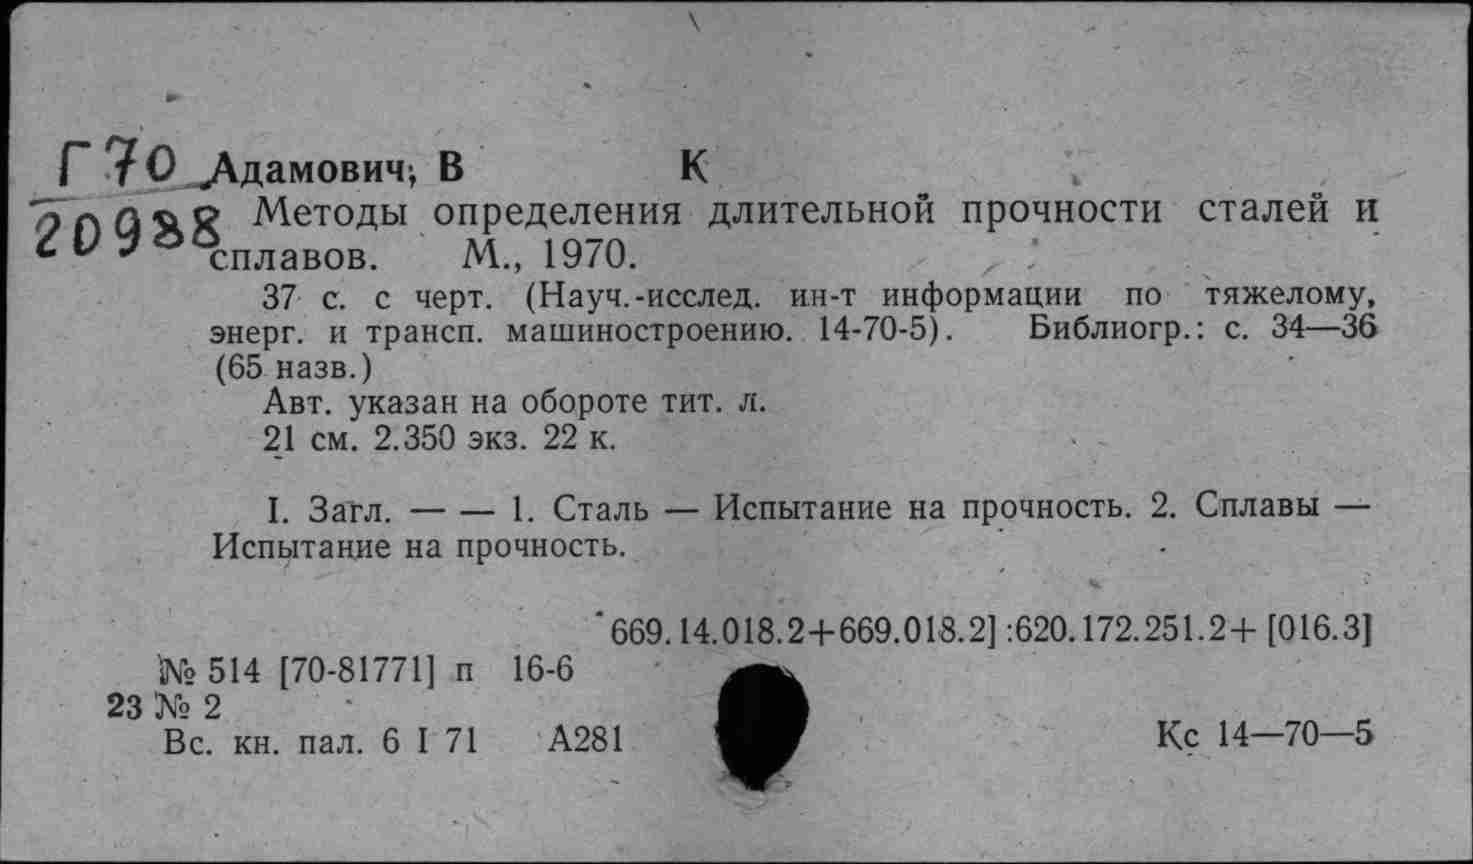 Г70 Адамович, В К
20988 Методы определения длительной прочности сталей и
сплавов. М., 1970.
37 с. с черт. (Науч.-исслед. ин-т информации по тяжелому,
энерг. и трансп. машиностроению. 14-70-5). Библиогр.: с. 34—36
(65 назв.)
Авт. указан на обороте тит. л.
21 см. 2.350 экз. 22 к.
I. Загл. — — 1. Сталь — Испытание на прочность. 2. Сплавы —
Испытание на прочность.
669.14.018.2+669.018.2] :620.172.251.2+ [016.3]
№ 514 [70-81771] п 16-6
23 № 2
Вс. кн. пал. 6 I 71 А281 Кс 14—70—5